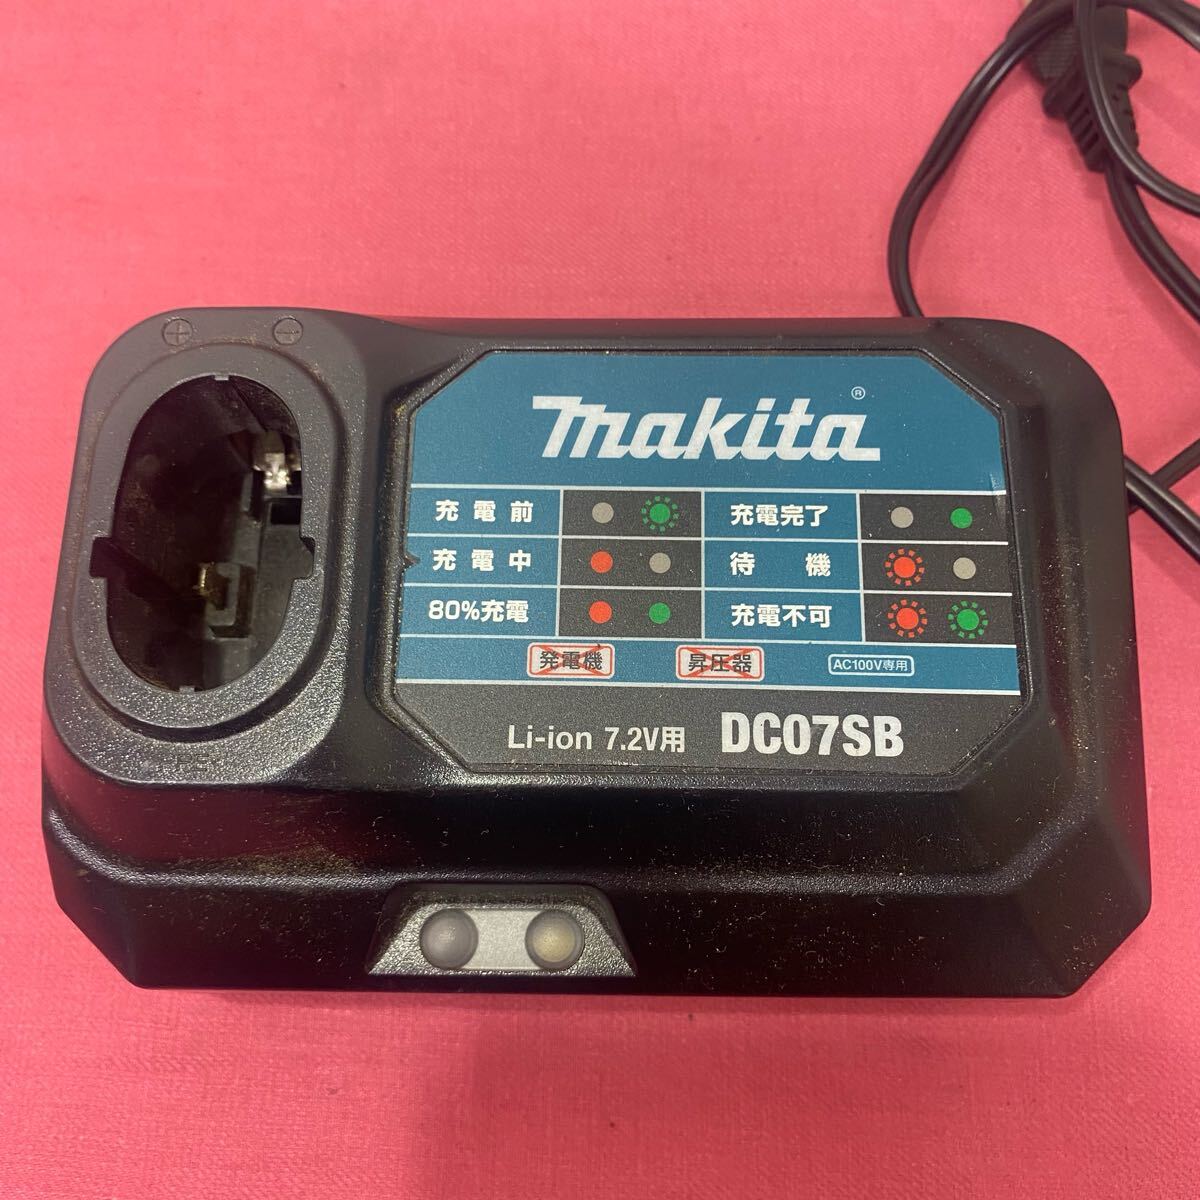 makita®
充電前 充電完了
充電中 待機
80%充電 充電不可
発電機 昇圧器 AC100V専用
Li-ion 7.2V用 DC07SB